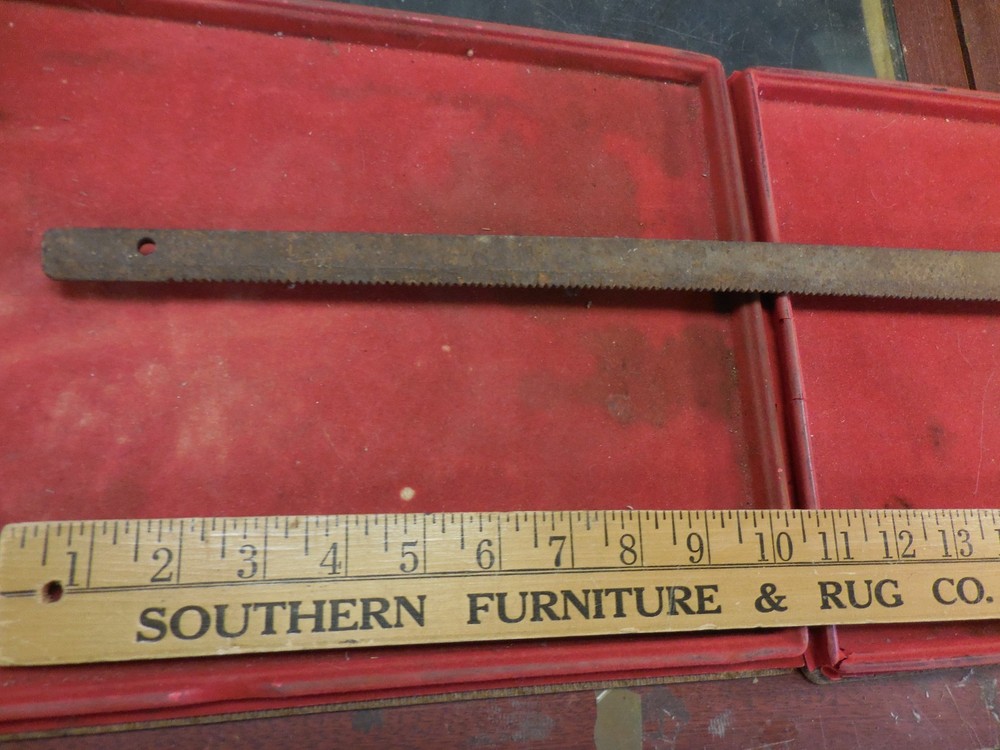 1 2 3 4 5 6 7 8 9 10 11 12 13
SOUTHERN FURNITURE & RUG CO.